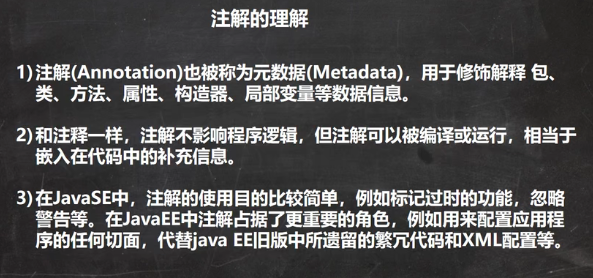 注解的理解
1)注解(Annotation)也被称为元数据(Metadata)，用于修饰解释 包、
类、方法、属性、构造器、局部变量等数据信息。
2)和注释一样，注解不影响程序逻辑，但注解可以被编译或运行，相当于
嵌入在代码中的补充信息。
3)在JavaSE中，注解的使用目的比较简单，例如标记过时的功能，忽略
警告等。在JavaEE中注解占据了更重要的角色，例如用来配置应用程
序的任何切面，代替java EE旧版中所遗留的繁冗代码和XML配置等。